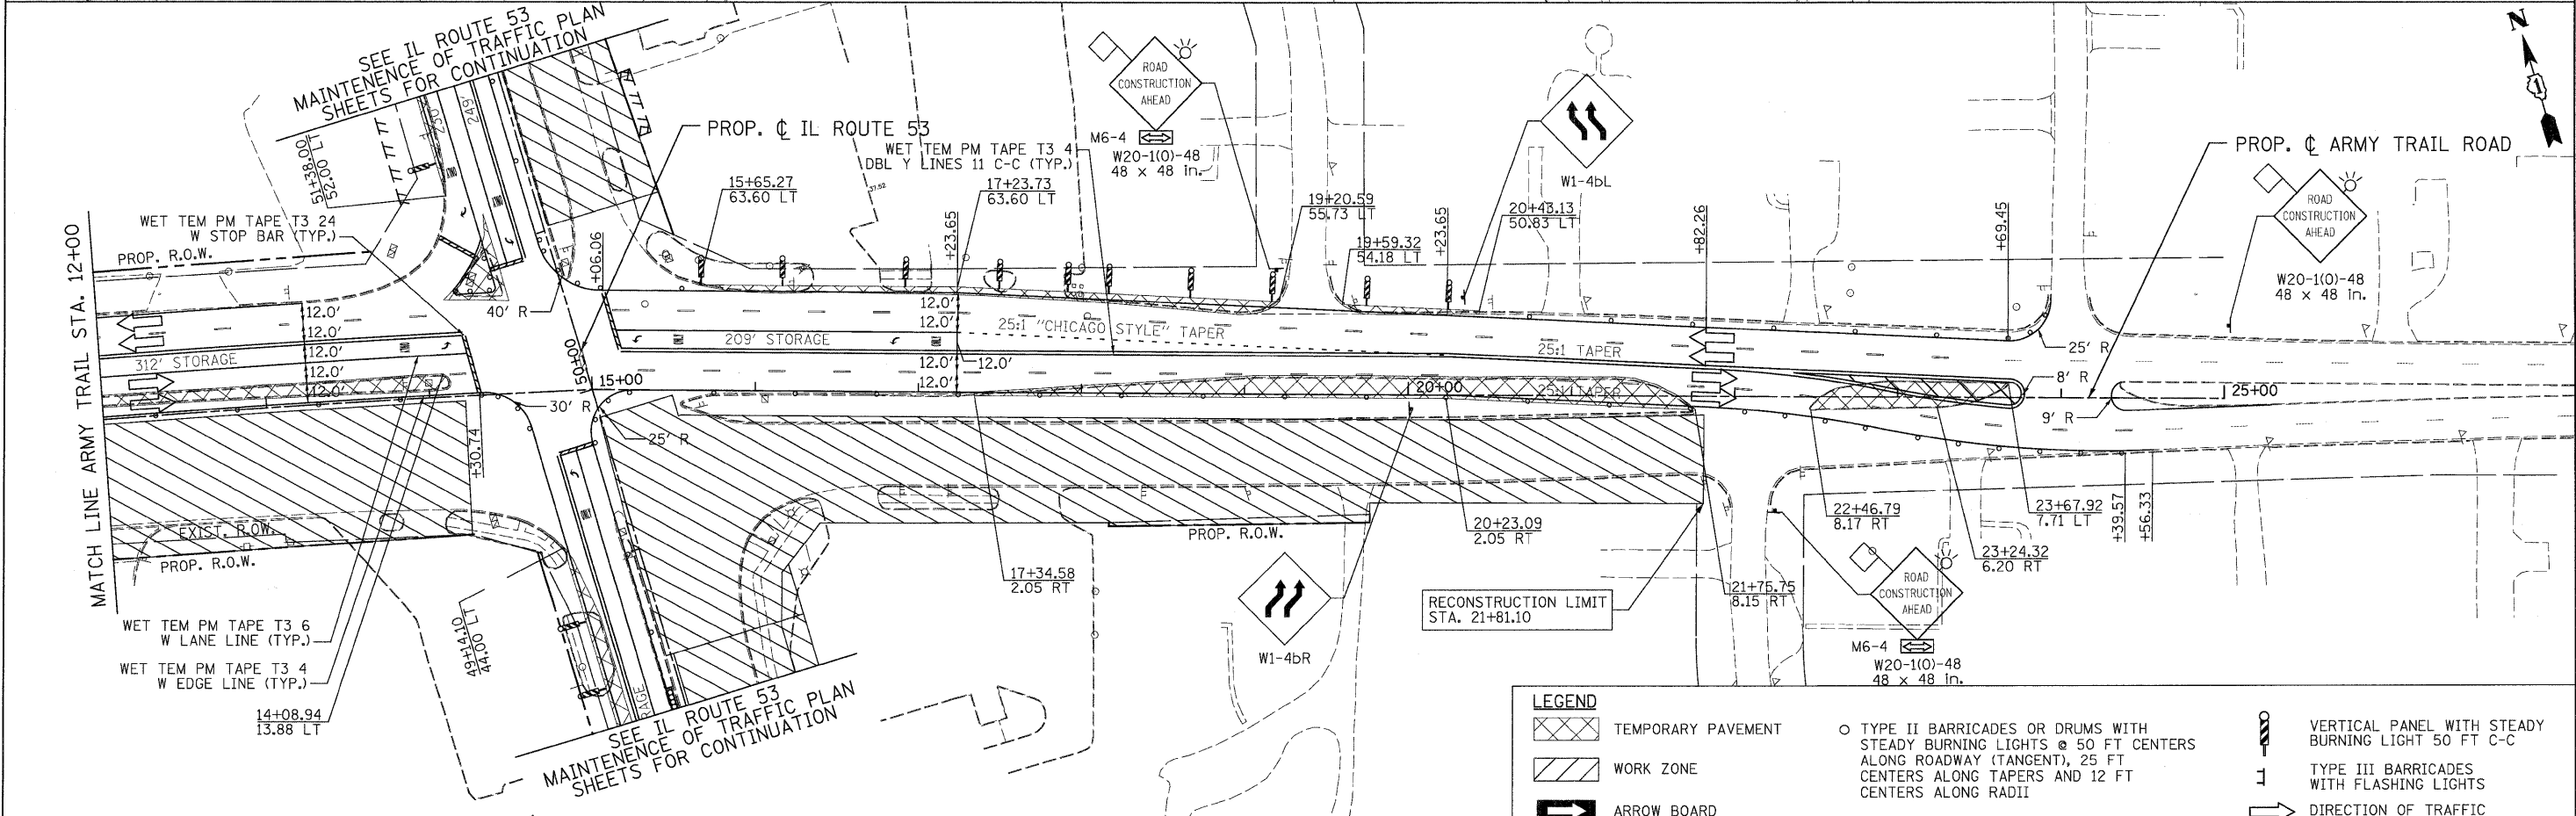 SEE IL ROUTE 53
MAINTENENCE OF TRAFFIC PLAN
SHEETS FOR CONTINUATION
51+38.00
52.00 LT
250'
249'
PROP. ℄ IL ROUTE 53
WET TEM PM TAPE T3 4
DBL Y LINES 11 C-C (TYP.)
ROAD
CONSTRUCTION
AHEAD
M6-4
W20-1(O)-48
48 x 48 in.
W1-4bL
N
1
PROP. ℄ ARMY TRAIL ROAD
ROAD
CONSTRUCTION
AHEAD
W20-1(O)-48
48 x 48 in.
15+65.27
63.60 LT
17+23.73
63.60 LT
37.52
19+20.59
55.73 LT
19+59.32
54.18 LT
20+43.13
50.83 LT
+06.06
+23.65
+23.65
+82.26
+69.45
WET TEM PM TAPE T3 24
W STOP BAR (TYP.)
PROP. R.O.W.
MATCH LINE ARMY TRAIL STA. 12+00
40' R
12.0'
12.0'
12.0'
12.0'
12.0'
312' STORAGE
209' STORAGE
12.0'
12.0'
12.0'
12.0'
12.0'
25:1 "CHICAGO STYLE" TAPER
25:1 TAPER
25:1 TAPER
50+00
15+00
20+00
25+00
30' R
25' R
25' R
8' R
9' R
+30.74
EXIST. R.O.W.
PROP. R.O.W.
PROP. R.O.W.
WET TEM PM TAPE T3 6
W LANE LINE (TYP.)
WET TEM PM TAPE T3 4
W EDGE LINE (TYP.)
14+08.94
13.88 LT
49+14.10
44.00 LT
17+34.58
2.05 RT
20+23.09
2.05 RT
W1-4bR
RECONSTRUCTION LIMIT
STA. 21+81.10
21+75.75
8.15 RT
22+46.79
8.17 RT
23+67.92
7.71 LT
23+24.32
6.20 RT
+39.57
+56.33
ROAD
CONSTRUCTION
AHEAD
M6-4
W20-1(O)-48
48 x 48 in.
SEE IL ROUTE 53
MAINTENENCE OF TRAFFIC PLAN
SHEETS FOR CONTINUATION
LEGEND
TEMPORARY PAVEMENT
WORK ZONE
ARROW BOARD
TYPE II BARRICADES OR DRUMS WITH
STEADY BURNING LIGHTS @ 50 FT CENTERS
ALONG ROADWAY (TANGENT), 25 FT
CENTERS ALONG TAPERS AND 12 FT
CENTERS ALONG RADII
VERTICAL PANEL WITH STEADY
BURNING LIGHT 50 FT C-C
TYPE III BARRICADES
WITH FLASHING LIGHTS
DIRECTION OF TRAFFIC